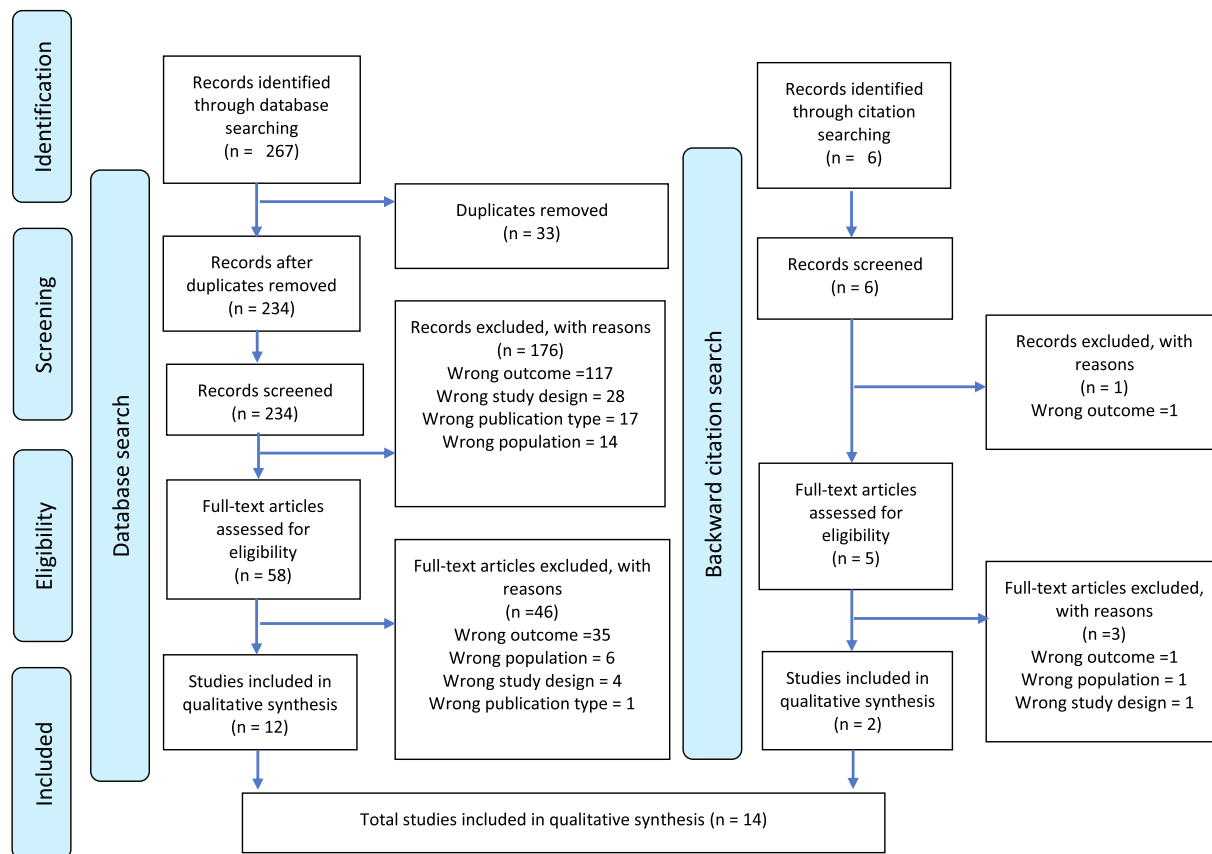 Identification
Screening
Eligibility
Included
Database search
Records identified
through database
searching
(n =   267)
Duplicates removed
(n = 33)
Records after
duplicates removed
(n = 234)
Records screened
(n = 234)
Records excluded, with reasons
(n = 176)
Wrong outcome =117
Wrong study design = 28
Wrong publication type = 17
Wrong population = 14
Full-text articles
assessed for
eligibility
(n = 58)
Full-text articles excluded, with
reasons
(n =46)
Wrong outcome =35
Wrong population = 6
Wrong study design = 4
Wrong publication type = 1
Studies included in
qualitative synthesis
(n = 12)
Backward citation search
Records identified
through citation
searching
(n =   6)
Records screened
(n = 6)
Records excluded, with
reasons
(n = 1)
Wrong outcome =1
Full-text articles
assessed for
eligibility
(n = 5)
Full-text articles excluded,
with reasons
(n =3)
Wrong outcome =1
Wrong population = 1
Wrong study design = 1
Studies included in
qualitative synthesis
(n = 2)
Total studies included in qualitative synthesis (n = 14)